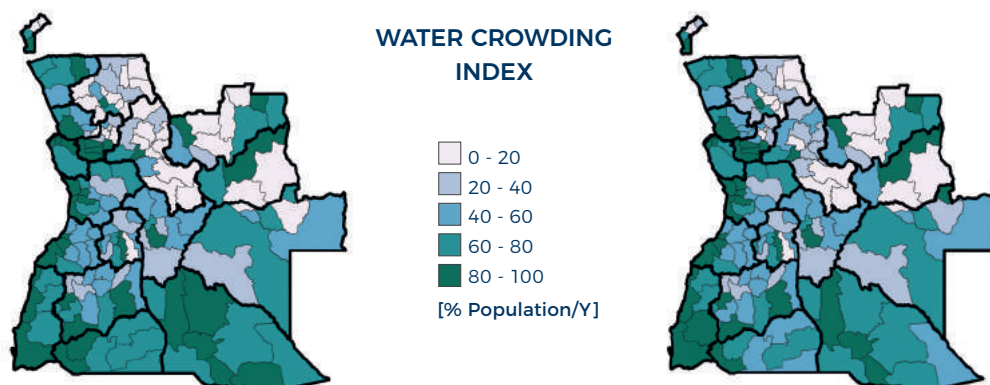 WATER CROWDING
INDEX
0 - 20
20 - 40
40 - 60
60 - 80
80 - 100
[% Population/Y]